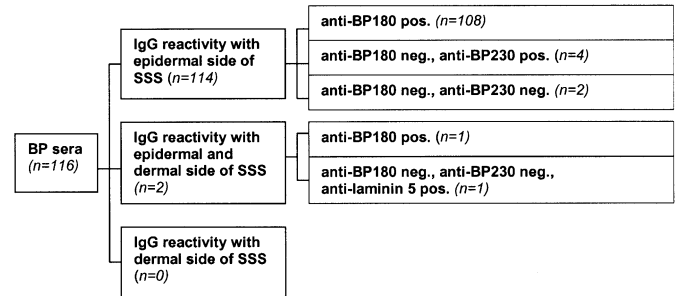 BP sera
(n=116)
IgG reactivity with
epidermal side of
SSS (n=114)
anti-BP180 pos. (n=108)
anti-BP180 neg., anti-BP230 pos. (n=4)
anti-BP180 neg., anti-BP230 neg. (n=2)
IgG reactivity with
epidermal and
dermal side of SSS
(n=2)
anti-BP180 pos. (n=1)
anti-BP180 neg., anti-BP230 neg.,
anti-laminin 5 pos. (n=1)
IgG reactivity with
dermal side of SSS
(n=0)